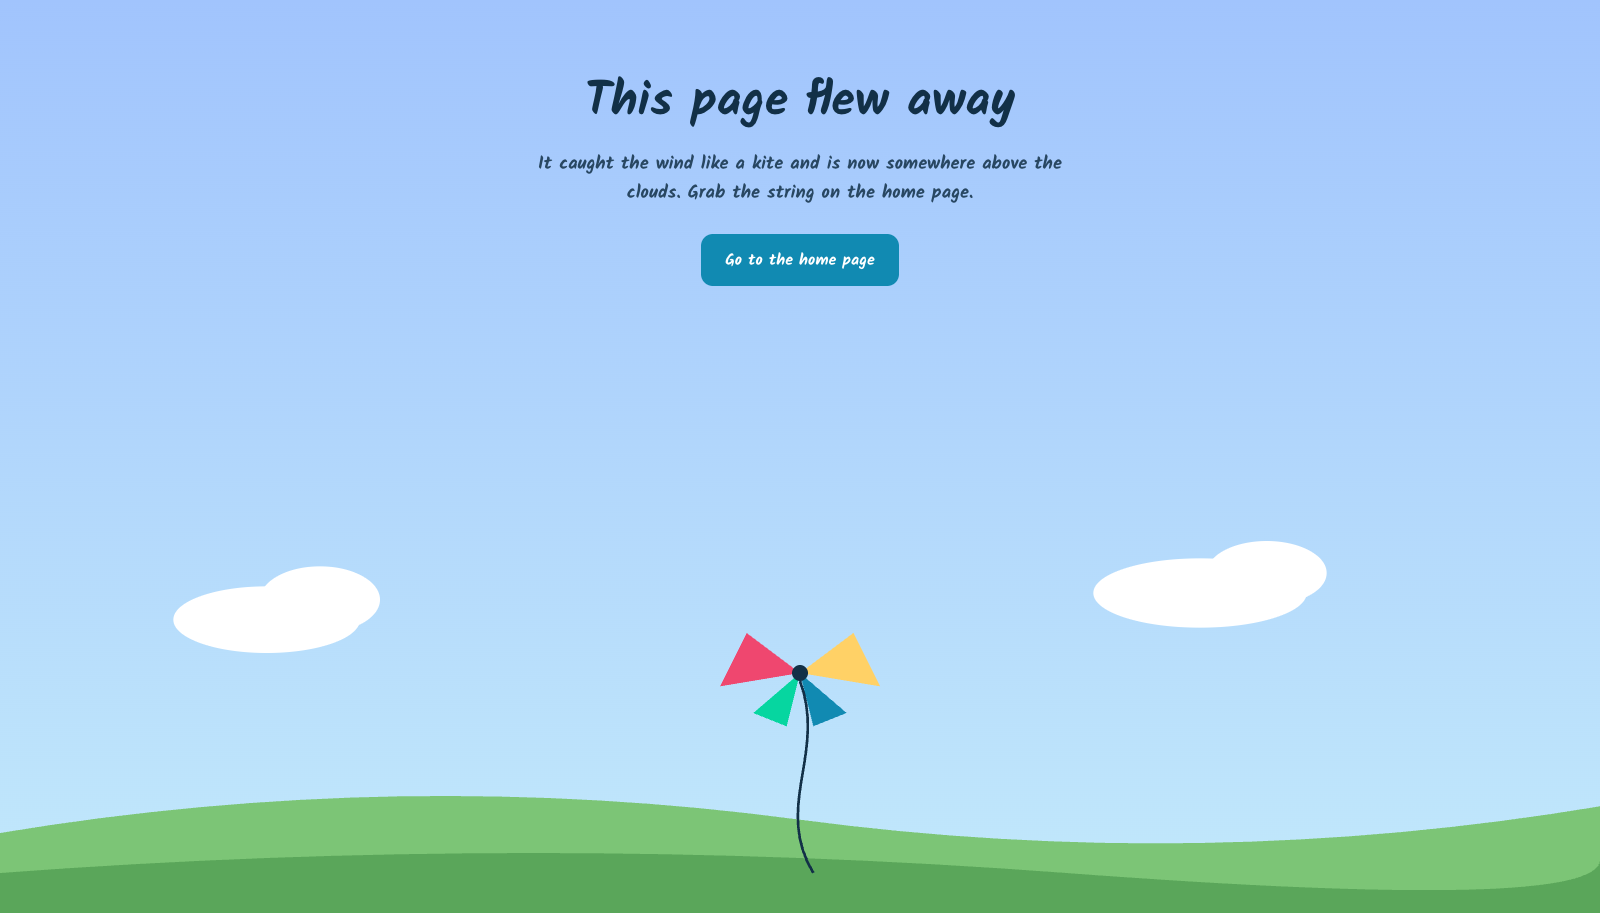 This page flew away
It caught the wind like a kite and is now somewhere above the
clouds. Grab the string on the home page.
Go to the home page